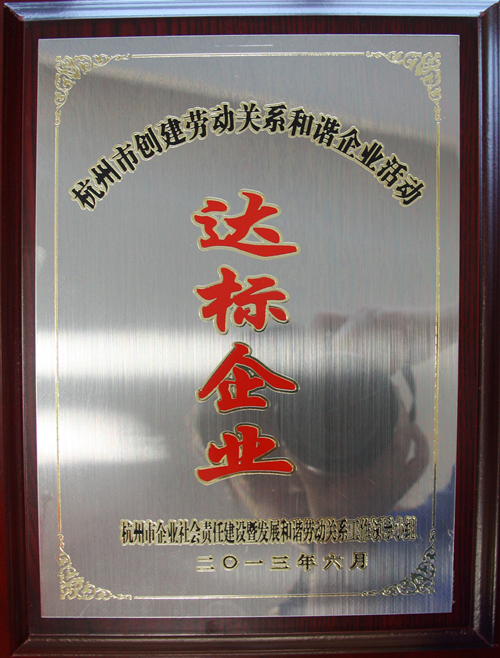 杭州市创建劳动关系和谐企业活动
达标企业
杭州市企业社会责任建设暨发展和谐劳动关系工作领导小组
二〇一三年六月